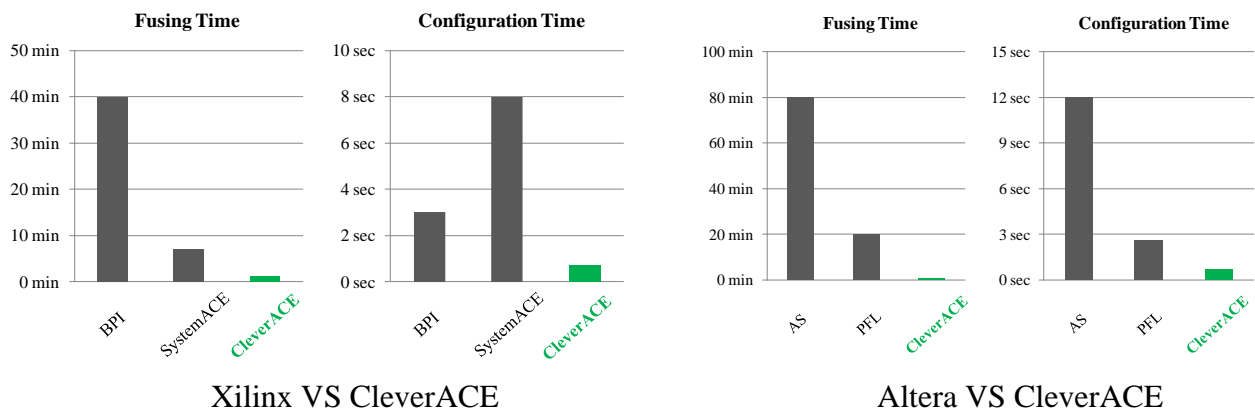 Fusing Time
50 min
40 min
30 min
20 min
10 min
0 min
BPI
SystemACE
CleverACE
Configuration Time
10 sec
8 sec
6 sec
4 sec
2 sec
0 sec
BPI
SystemACE
CleverACE
Xilinx VS CleverACE
Fusing Time
100 min
80 min
60 min
40 min
20 min
0 min
AS
PFL
CleverACE
Configuration Time
15 sec
12 sec
9 sec
6 sec
3 sec
0 sec
AS
PFL
CleverACE
Altera VS CleverACE